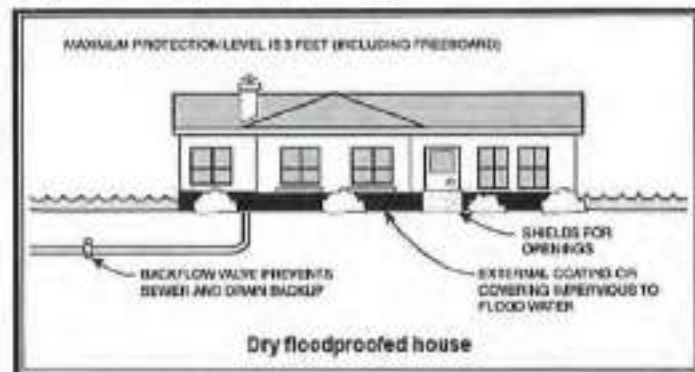 MAXIMUM PROTECTION LEVEL IS 3 FEET (INCLUDING FREEBOARD)
SHIELDS FOR
OPENINGS
BACKFLOW VALVE PREVENTS
SEWER AND DRAIN BACKUP
EXTERNAL COATING OR
COVERING IMPERVIOUS TO
FLOOD WATER
Dry floodproofed house